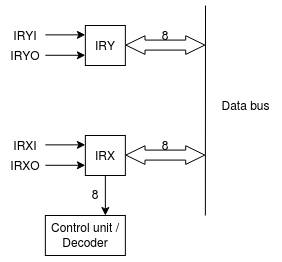 IRYI
IRYO
IRY
8
Data bus
IRXI
IRXO
IRX
8
8
Control unit /
Decoder